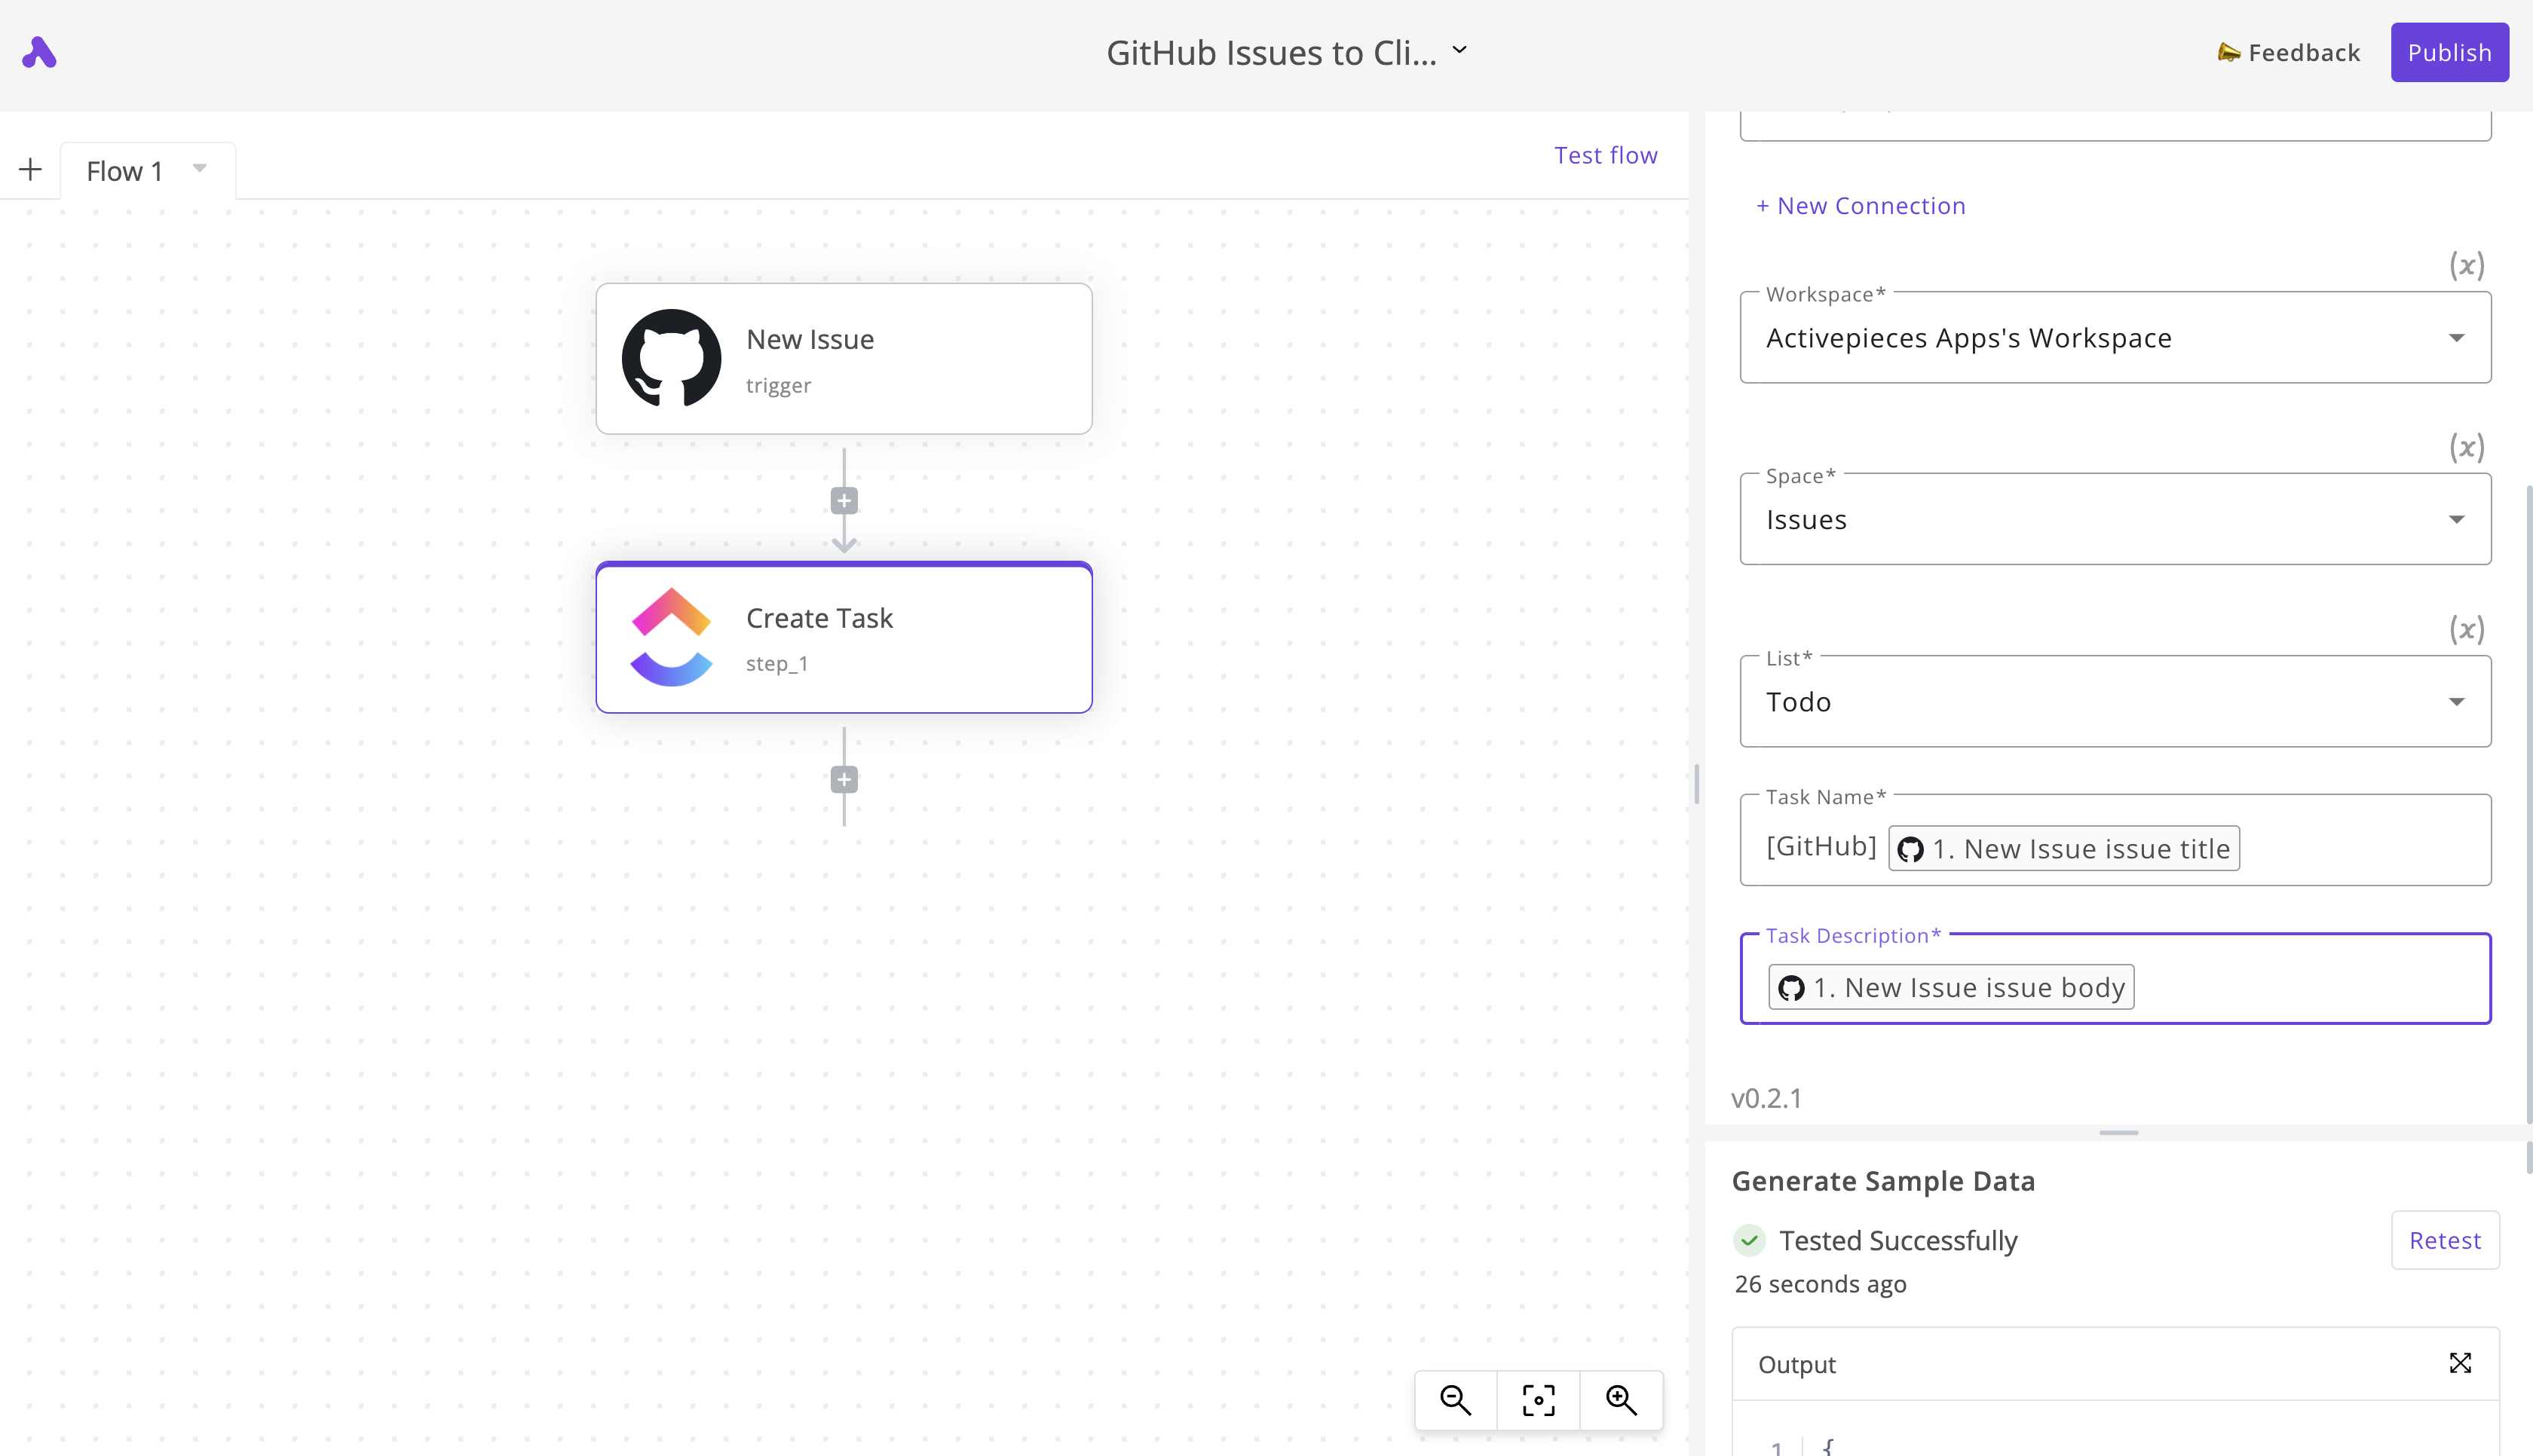 GitHub Issues to Cli...
Feedback
Publish
Flow 1
Test flow
New Issue
trigger
Create Task
step_1
+ New Connection
(x)
Workspace*
Activepieces Apps's Workspace
(x)
Space*
Issues
(x)
List*
Todo
Task Name*
[GitHub] 1. New Issue issue title
Task Description*
1. New Issue issue body
v0.2.1
Generate Sample Data
Tested Successfully
Retest
26 seconds ago
Output
1 {